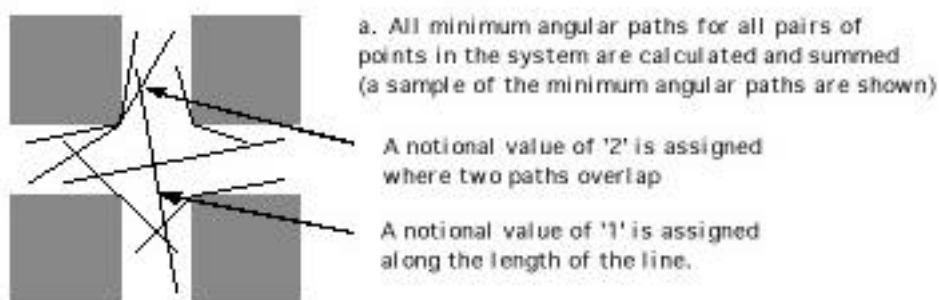 a. All minimum angular paths for all pairs of
points in the system are calculated and summed
(a sample of the minimum angular paths are shown)
A notional value of '2' is assigned
where two paths overlap
A notional value of '1' is assigned
along the length of the line.